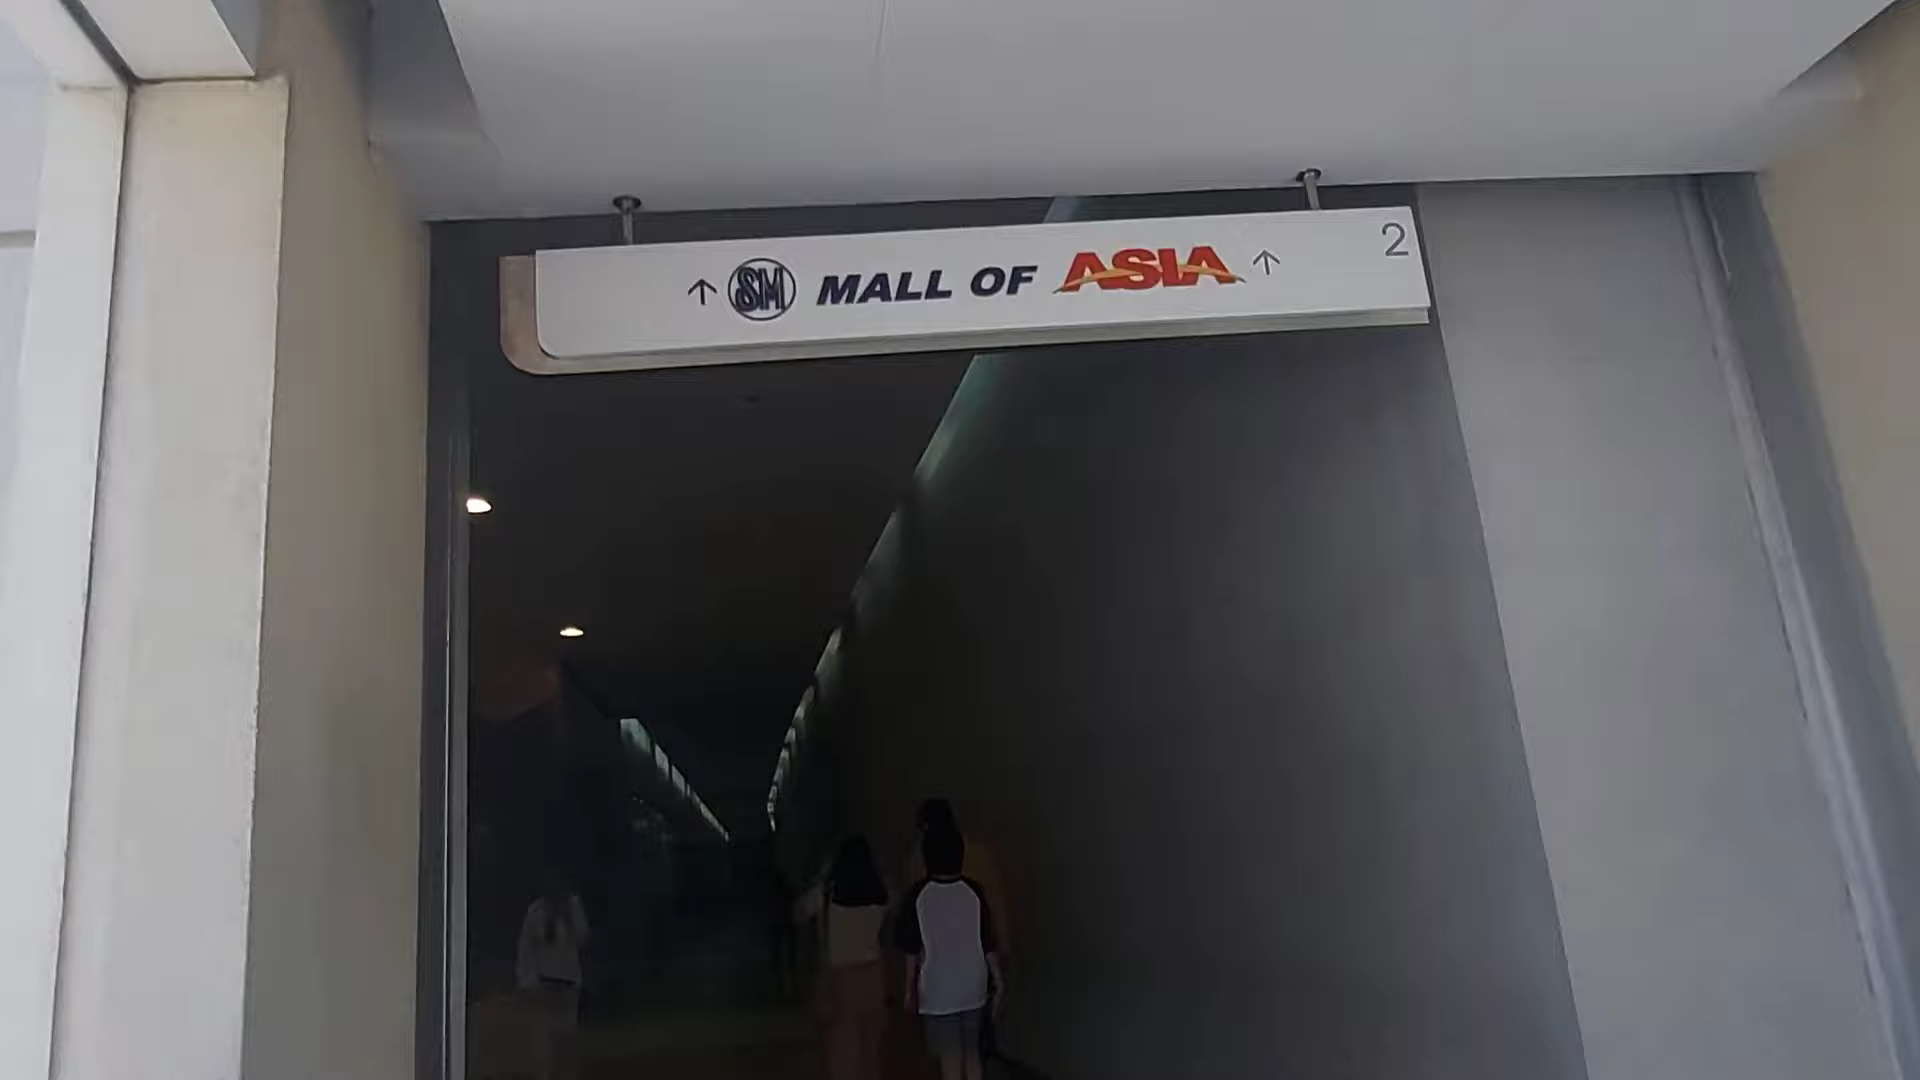 ↑ SM MALL OF ASIA ↑
2